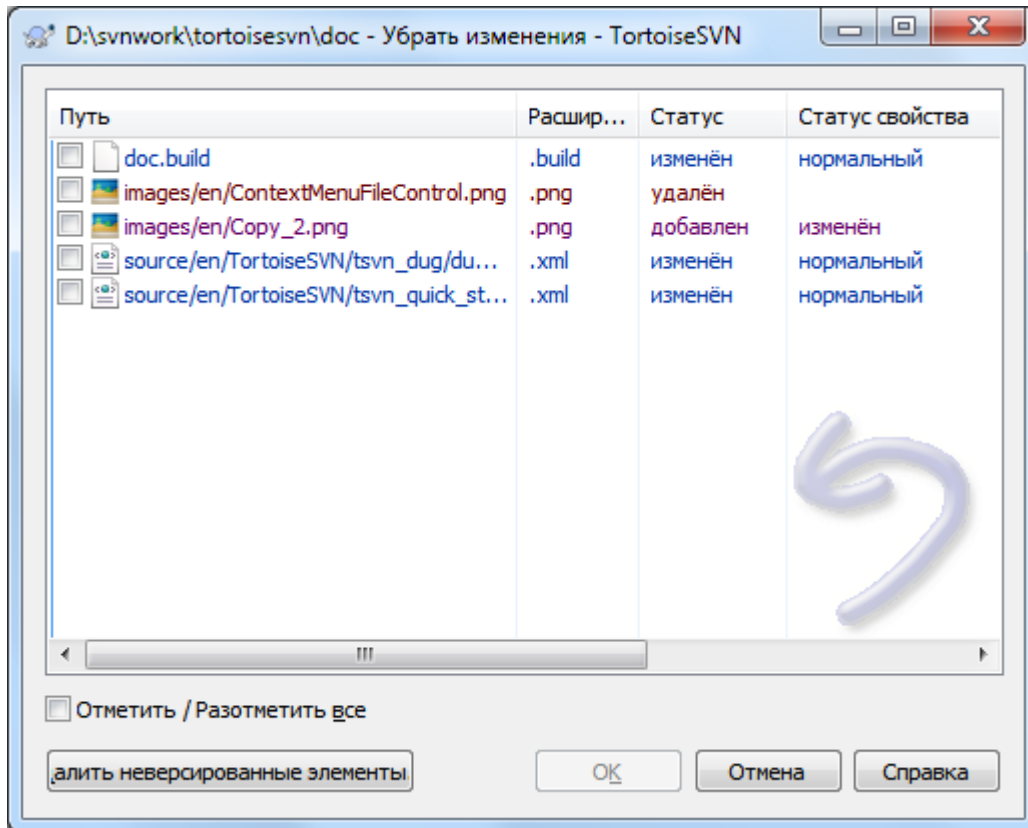 D:\svnwork\tortoisesvn\doc - Убрать изменения - TortoiseSVN
Путь Расшир... Статус Статус свойства
doc.build .build изменён нормальный
images/en/ContextMenuFileControl.png .png удалён
images/en/Copy_2.png .png добавлен изменён
source/en/TortoiseSVN/tsvn_dug/du... .xml изменён нормальный
source/en/TortoiseSVN/tsvn_quick_st... .xml изменён нормальный
Отметить / Разотметить все
далить неверсированные элементы. OK Отмена Справка